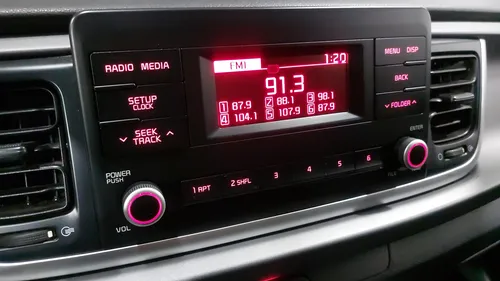 RADIO MEDIA
SETUP
CLOCK
SEEK
TRACK
POWER
PUSH
VOL
FM1 1:20
91.3
1 87.9 2 88.1 3 98.1
4 104.1 5 107.9 6 87.9
1 RPT 2 SHFL 3 4 5 6
MENU DISP
BACK
FOLDER
ENTER
FILE